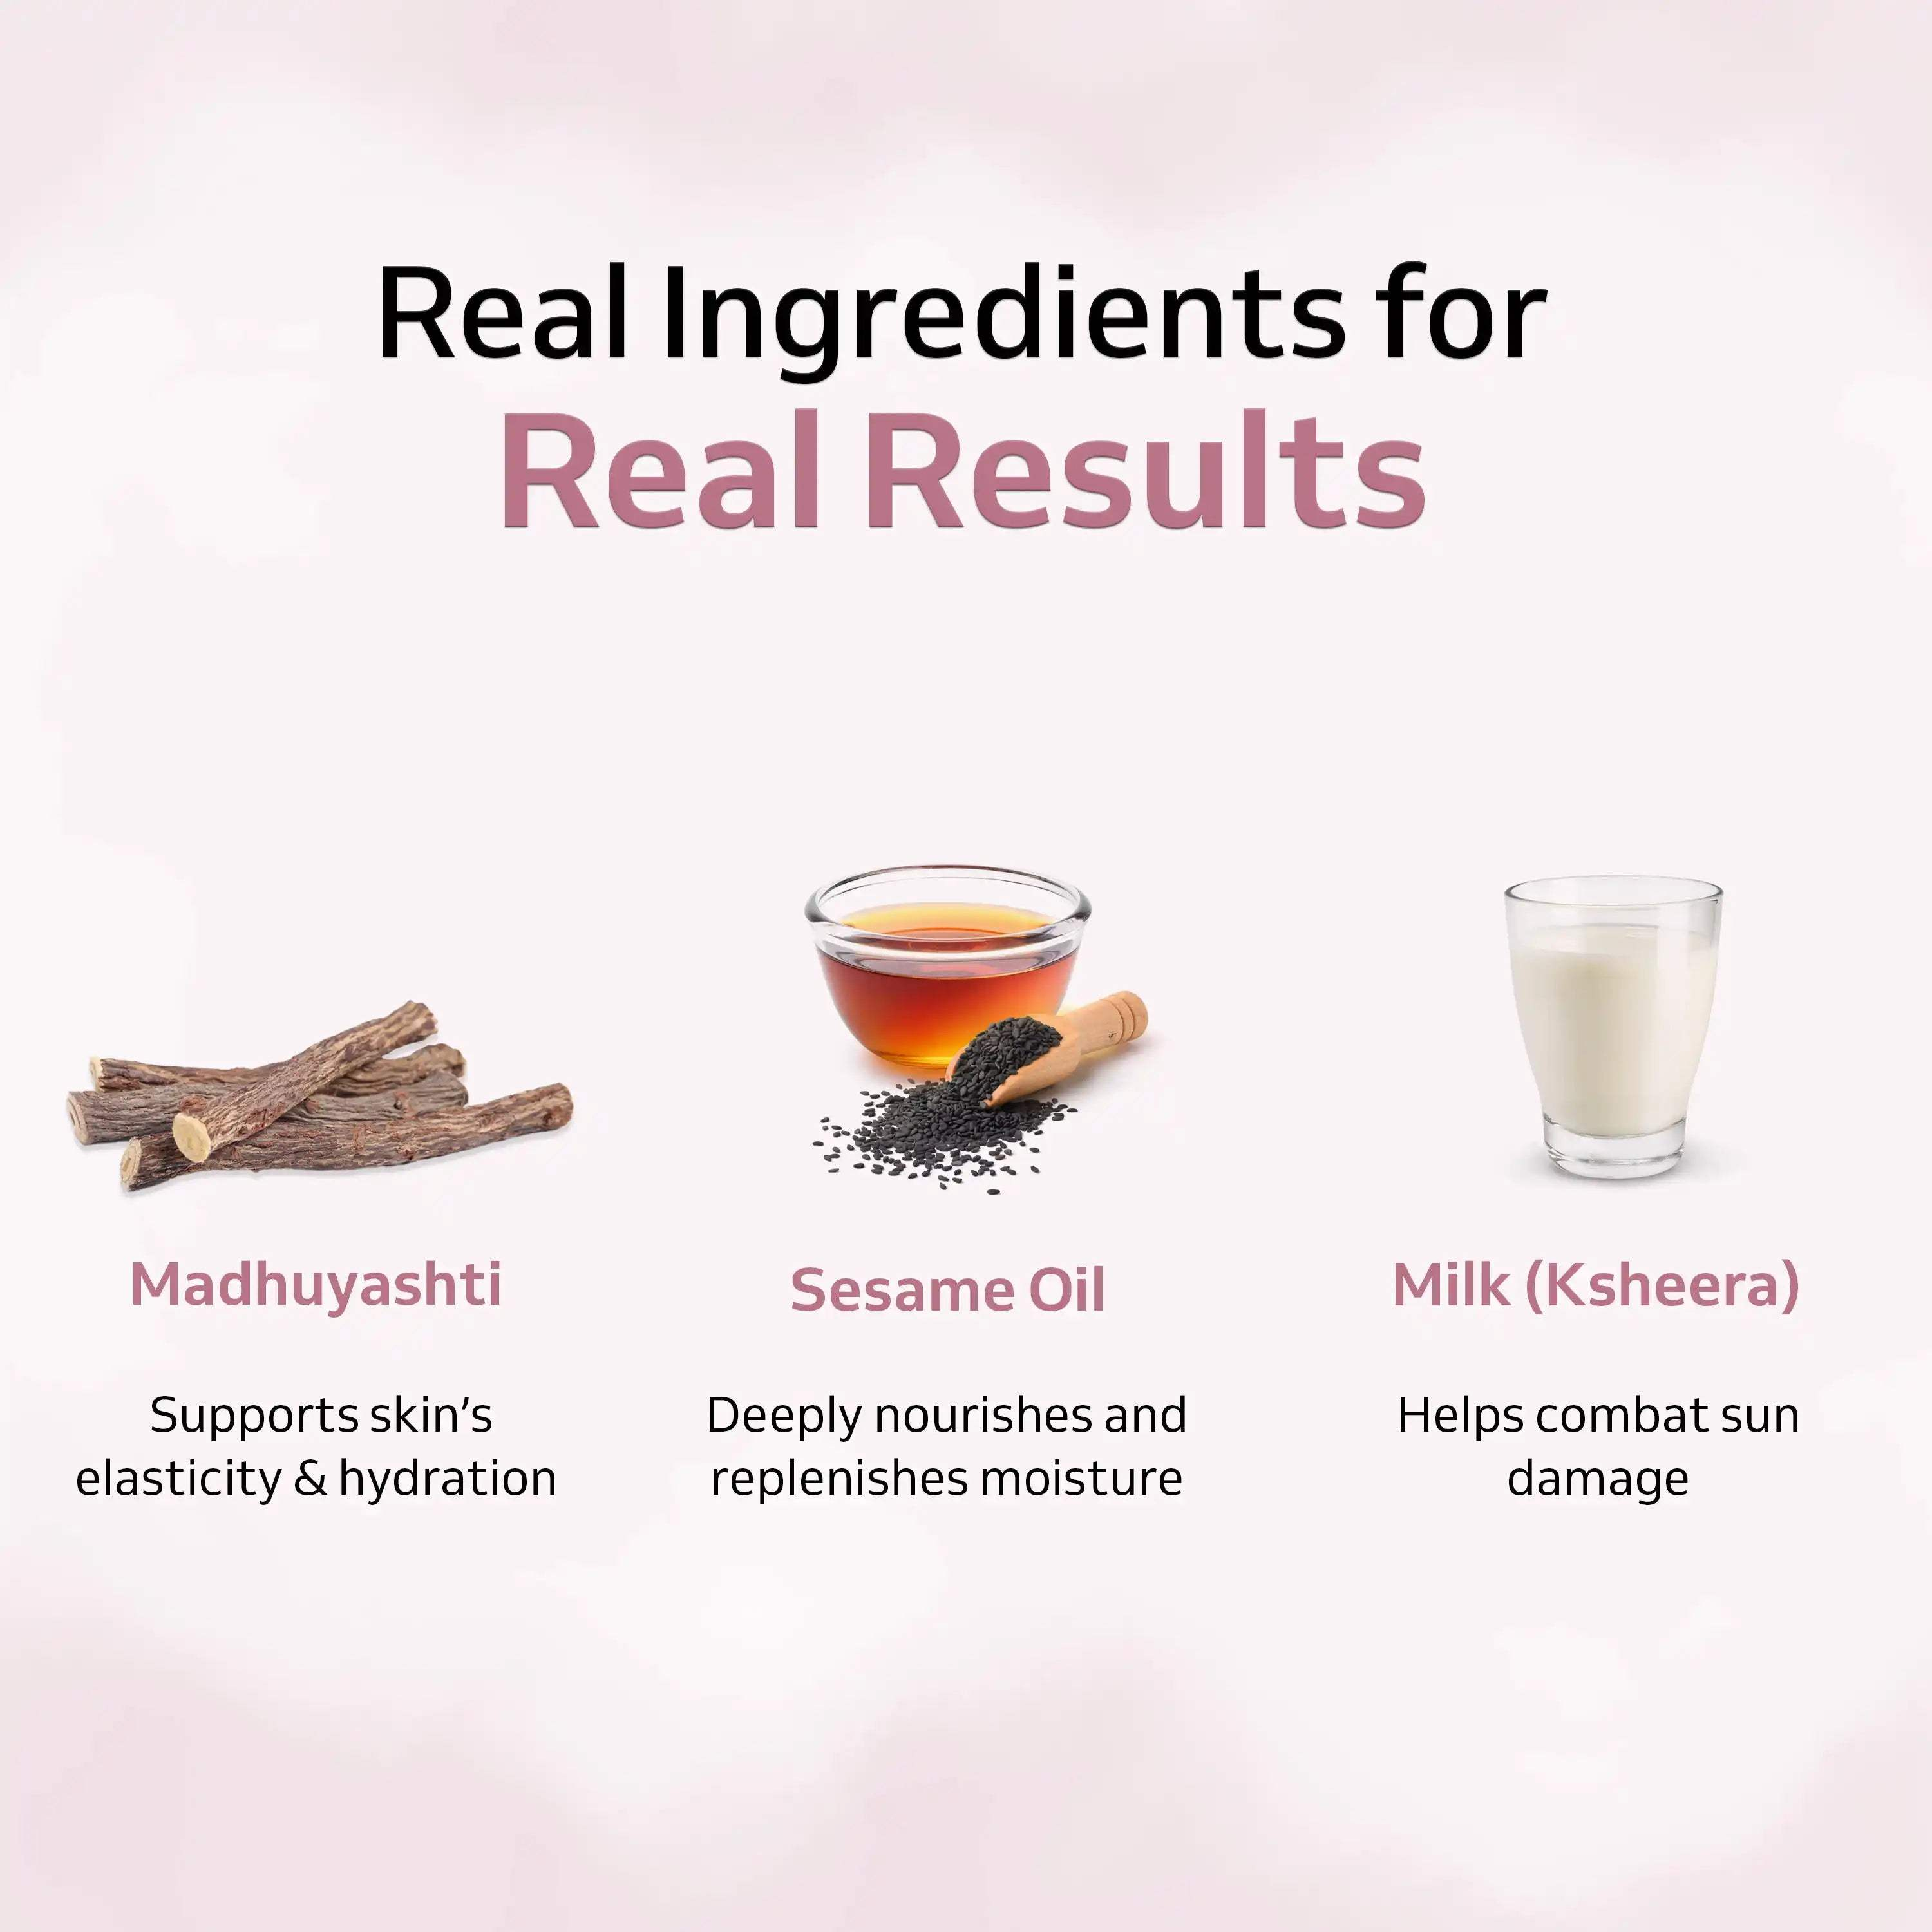 Real Ingredients for
Real Results
Madhuyashti
Supports skin’s
elasticity & hydration
Sesame Oil
Deeply nourishes and
replenishes moisture
Milk (Ksheera)
Helps combat sun
damage